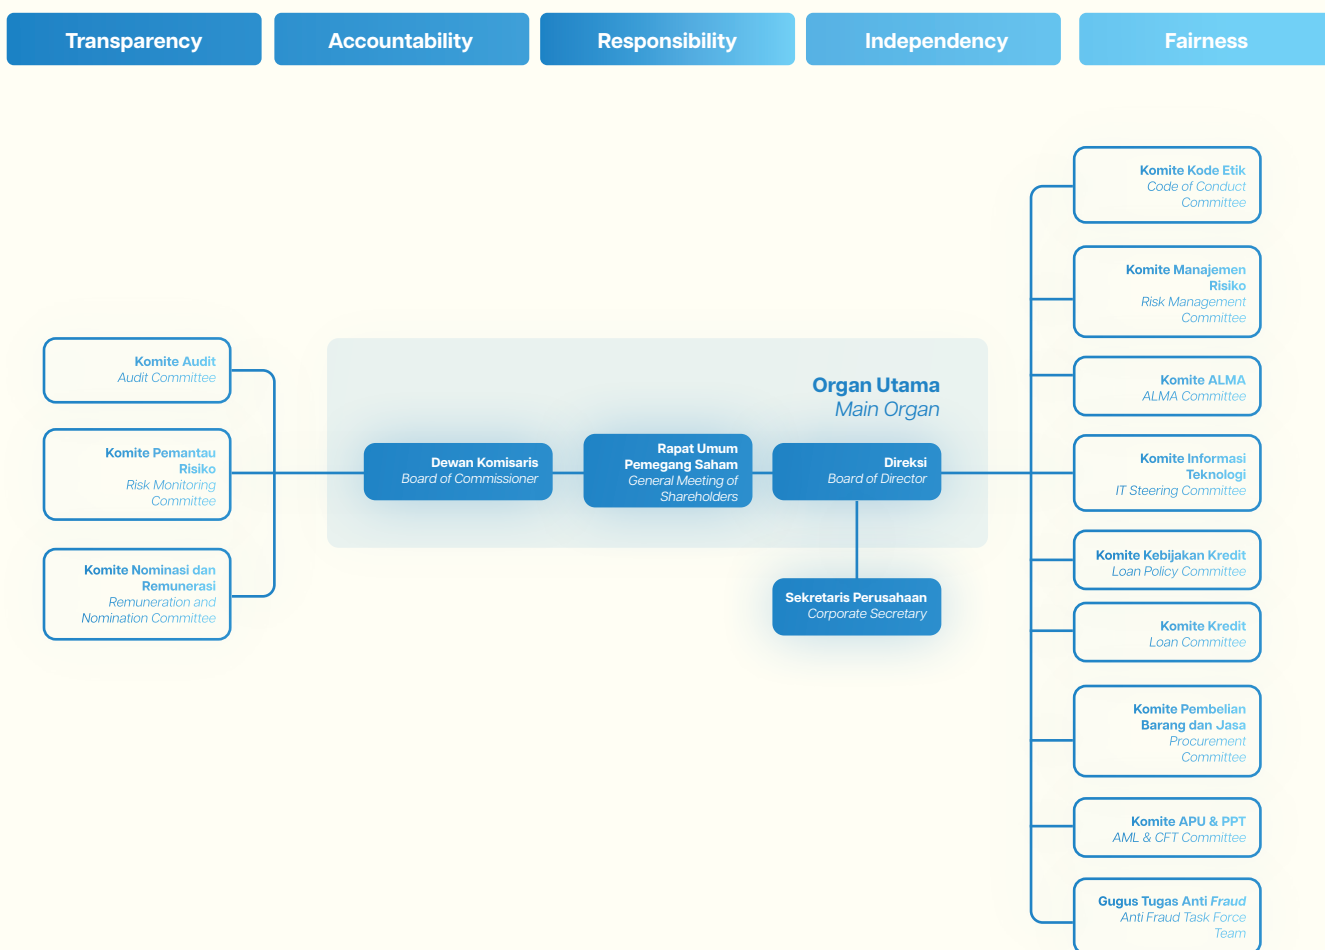 Transparency
Accountability
Responsibility
Independency
Fairness
Komite Audit
Audit Committee
Komite Pemantau
Risiko
Risk Monitoring
Committee
Komite Nominasi dan
Remunerasi
Remuneration and
Nomination Committee
Organ Utama
Main Organ
Dewan Komisaris
Board of Commissioner
Rapat Umum
Pemegang Saham
General Meeting of
Shareholders
Direksi
Board of Director
Sekretaris Perusahaan
Corporate Secretary
Komite Kode Etik
Code of Conduct
Committee
Komite Manajemen
Risiko
Risk Management
Committee
Komite ALMA
ALMA Committee
Komite Informasi
Teknologi
IT Steering Committee
Komite Kebijakan Kredit
Loan Policy Committee
Komite Kredit
Loan Committee
Komite Pembelian
Barang dan Jasa
Procurement
Committee
Komite APU & PPT
AML & CFT Committee
Gugus Tugas Anti Fraud
Anti Fraud Task Force
Team